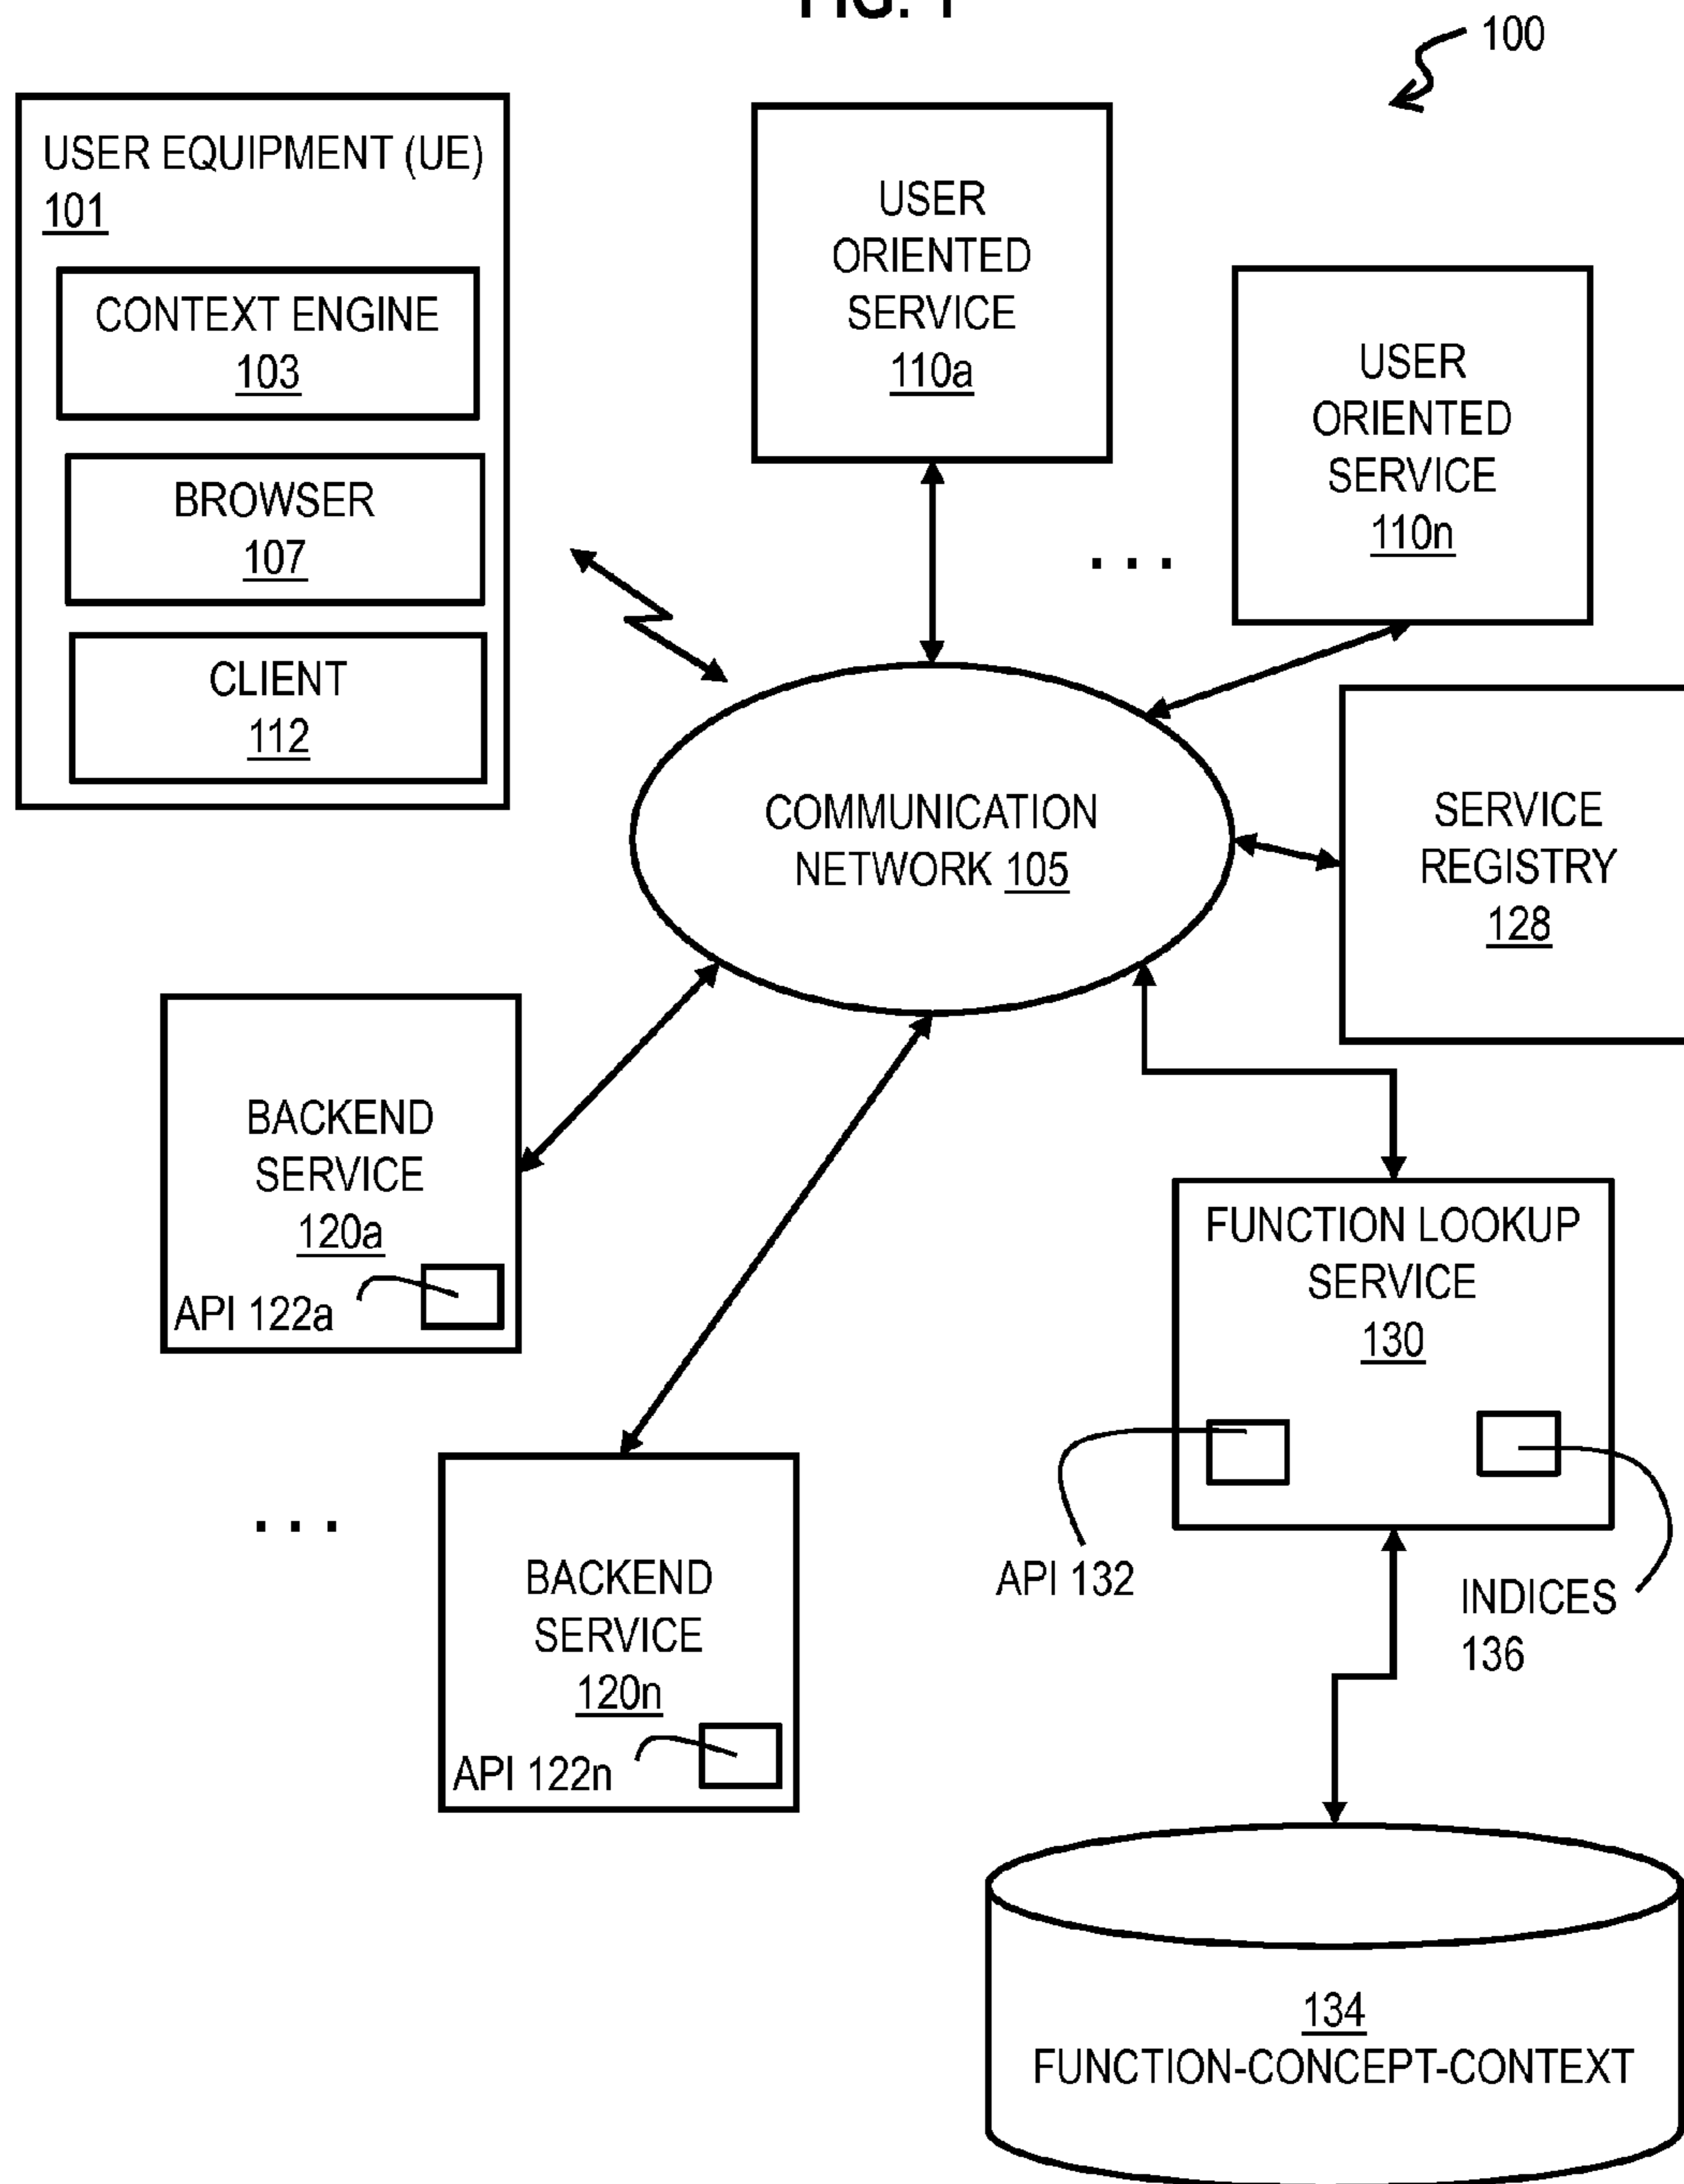 FIG. 1
100
USER EQUIPMENT (UE)
101
CONTEXT ENGINE
103
BROWSER
107
CLIENT
112
USER
ORIENTED
SERVICE
110a
USER
ORIENTED
SERVICE
110n
. . .
COMMUNICATION
NETWORK 105
SERVICE
REGISTRY
128
BACKEND
SERVICE
120a
API 122a
. . .
BACKEND
SERVICE
120n
API 122n
FUNCTION LOOKUP
SERVICE
130
API 132
INDICES
136
134
FUNCTION-CONCEPT-CONTEXT